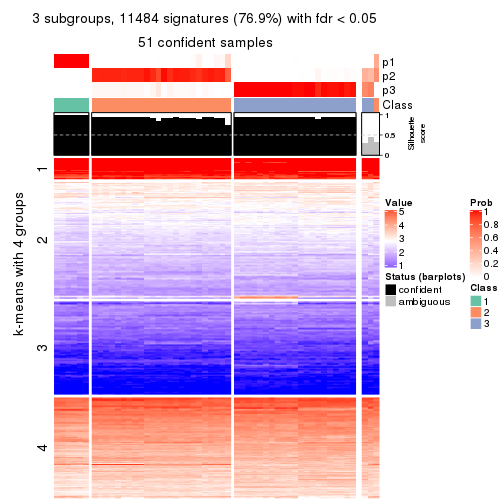 3 subgroups, 11484 signatures (76.9%) with fdr < 0.05
51 confident samples
p1
p2
p3
Class
1
0.5
0
Silhouette
score
k-means with 4 groups
1
2
3
4
Value
5
4
3
2
1
Status (barplots)
confident
ambiguous
Prob
1
0.8
0.6
0.4
0.2
0
Class
1
2
3